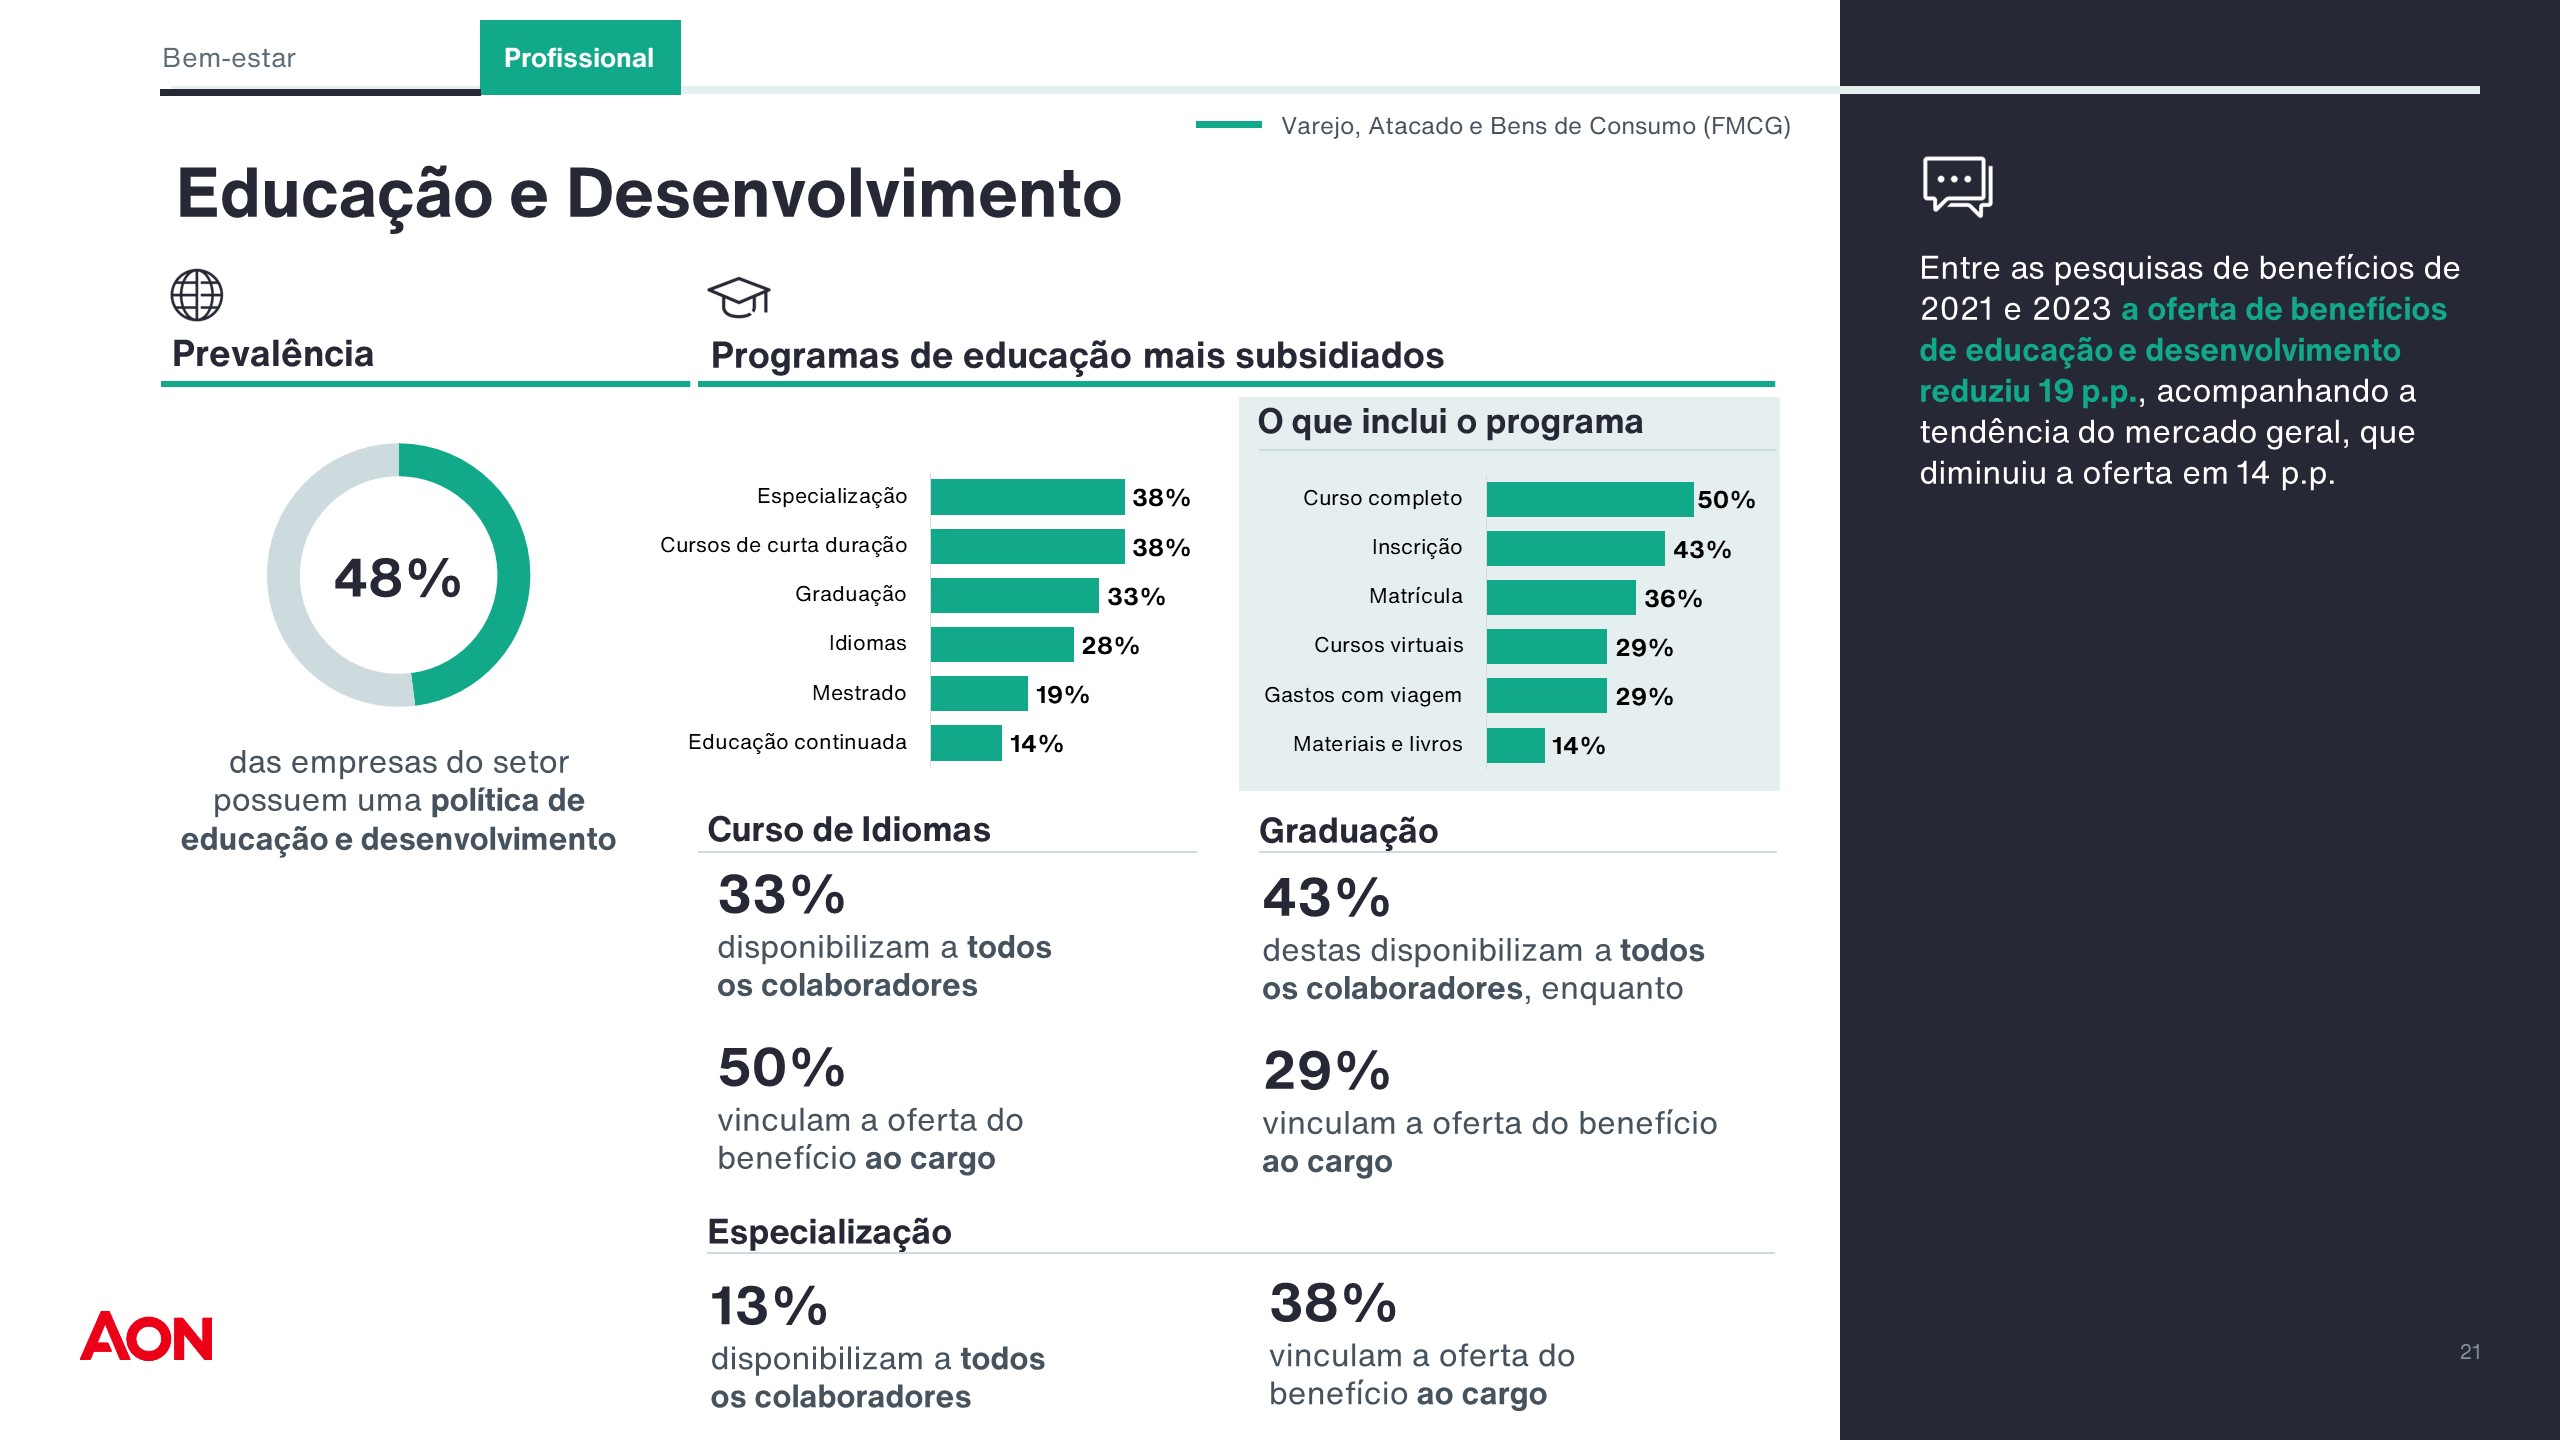 Bem-estar
Profissional
Varejo, Atacado e Bens de Consumo (FMCG)
Educação e Desenvolvimento
Prevalência
48%
das empresas do setor
possuem uma política de
educação e desenvolvimento
Programas de educação mais subsidiados
Especialização 38%
Cursos de curta duração 38%
Graduação 33%
Idiomas 28%
Mestrado 19%
Educação continuada 14%
O que inclui o programa
Curso completo 50%
Inscrição 43%
Matrícula 36%
Cursos virtuais 29%
Gastos com viagem 29%
Materiais e livros 14%
Curso de Idiomas
33%
disponibilizam a todos
os colaboradores
50%
vinculam a oferta do
benefício ao cargo
Graduação
43%
destas disponibilizam a todos
os colaboradores, enquanto
29%
vinculam a oferta do benefício
ao cargo
Especialização
13%
disponibilizam a todos
os colaboradores
38%
vinculam a oferta do
benefício ao cargo
Entre as pesquisas de benefícios de
2021 e 2023 a oferta de benefícios
de educação e desenvolvimento
reduziu 19 p.p., acompanhando a
tendência do mercado geral, que
diminuiu a oferta em 14 p.p.
AON
21